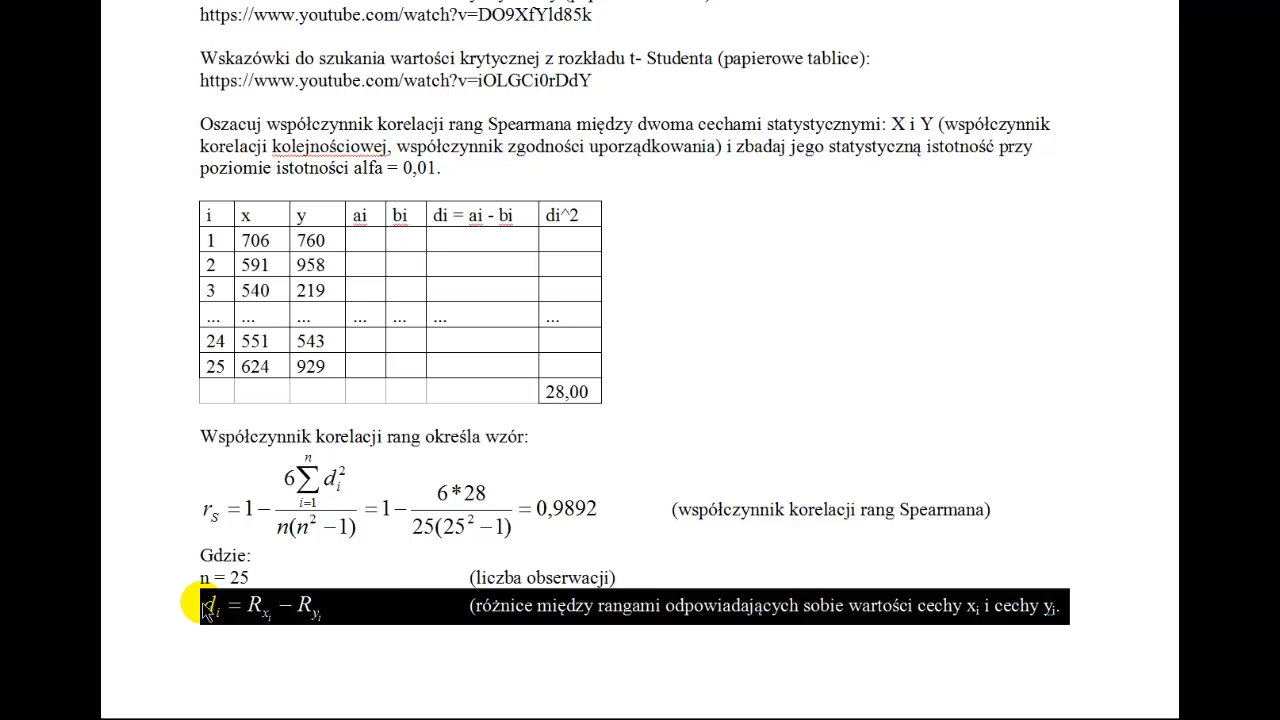 https://www.youtube.com/watch?v=DO9XfYld85k
Wskazówki do szukania wartości krytycznej z rozkładu t- Studenta (papierowe tablice):
https://www.youtube.com/watch?v=iOLGCi0rDdY
Oszacuj współczynnik korelacji rang Spearmana między dwoma cechami statystycznymi: X i Y (współczynnik
korelacji kolejnościowej, współczynnik zgodności uporządkowania) i zbadaj jego statystyczną istotność przy
poziomie istotności alfa = 0,01.
i x y ai bi di = ai - bi di^2
1 706 760
2 591 958
3 540 219
... ... ... ... ... ... ...
24 551 543
25 624 929
28,00
Współczynnik korelacji rang określa wzór:
r_S = 1 - \frac{6\sum_{i=1}^{n} d_i^2}{n(n^2 - 1)} = 1 - \frac{6*28}{25(25^2 - 1)} = 0,9892 (współczynnik korelacji rang Spearmana)
Gdzie:
n = 25 (liczba obserwacji)
d_i = R_{x_i} - R_{y_i} (różnice między rangami odpowiadających sobie wartości cechy x_i i cechy y_i.